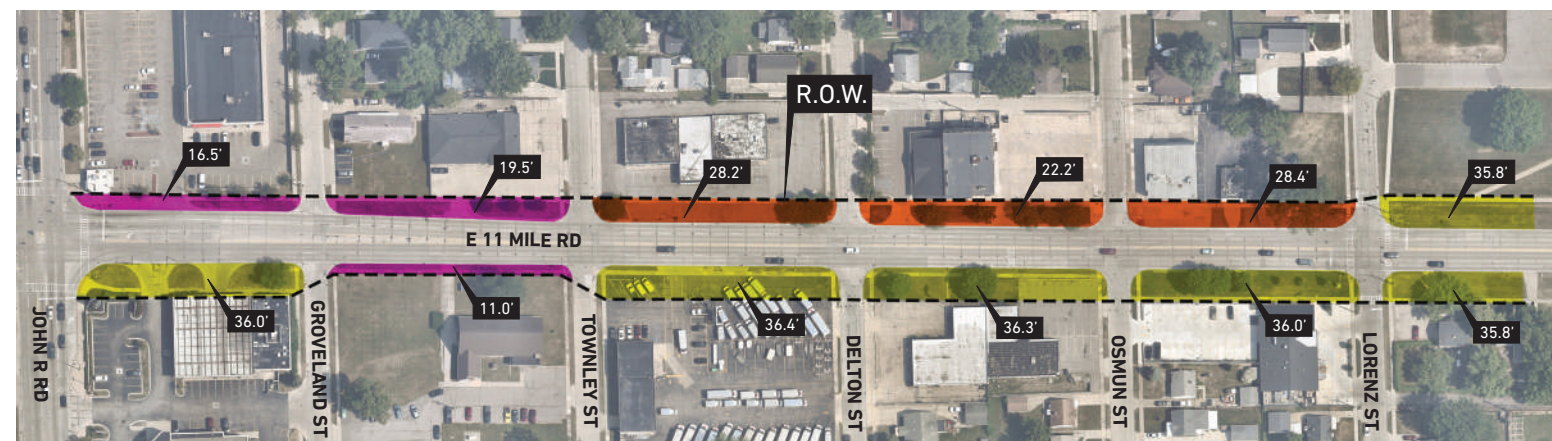 R.O.W.
16.5'
19.5'
28.2'
22.2'
28.4'
35.8'
E 11 MILE RD
36.0'
11.0'
36.4'
36.3'
36.0'
35.8'
JOHN R RD
GROVELAND ST
TOWNLEY ST
DELTON ST
OSMUN ST
LORENZ ST